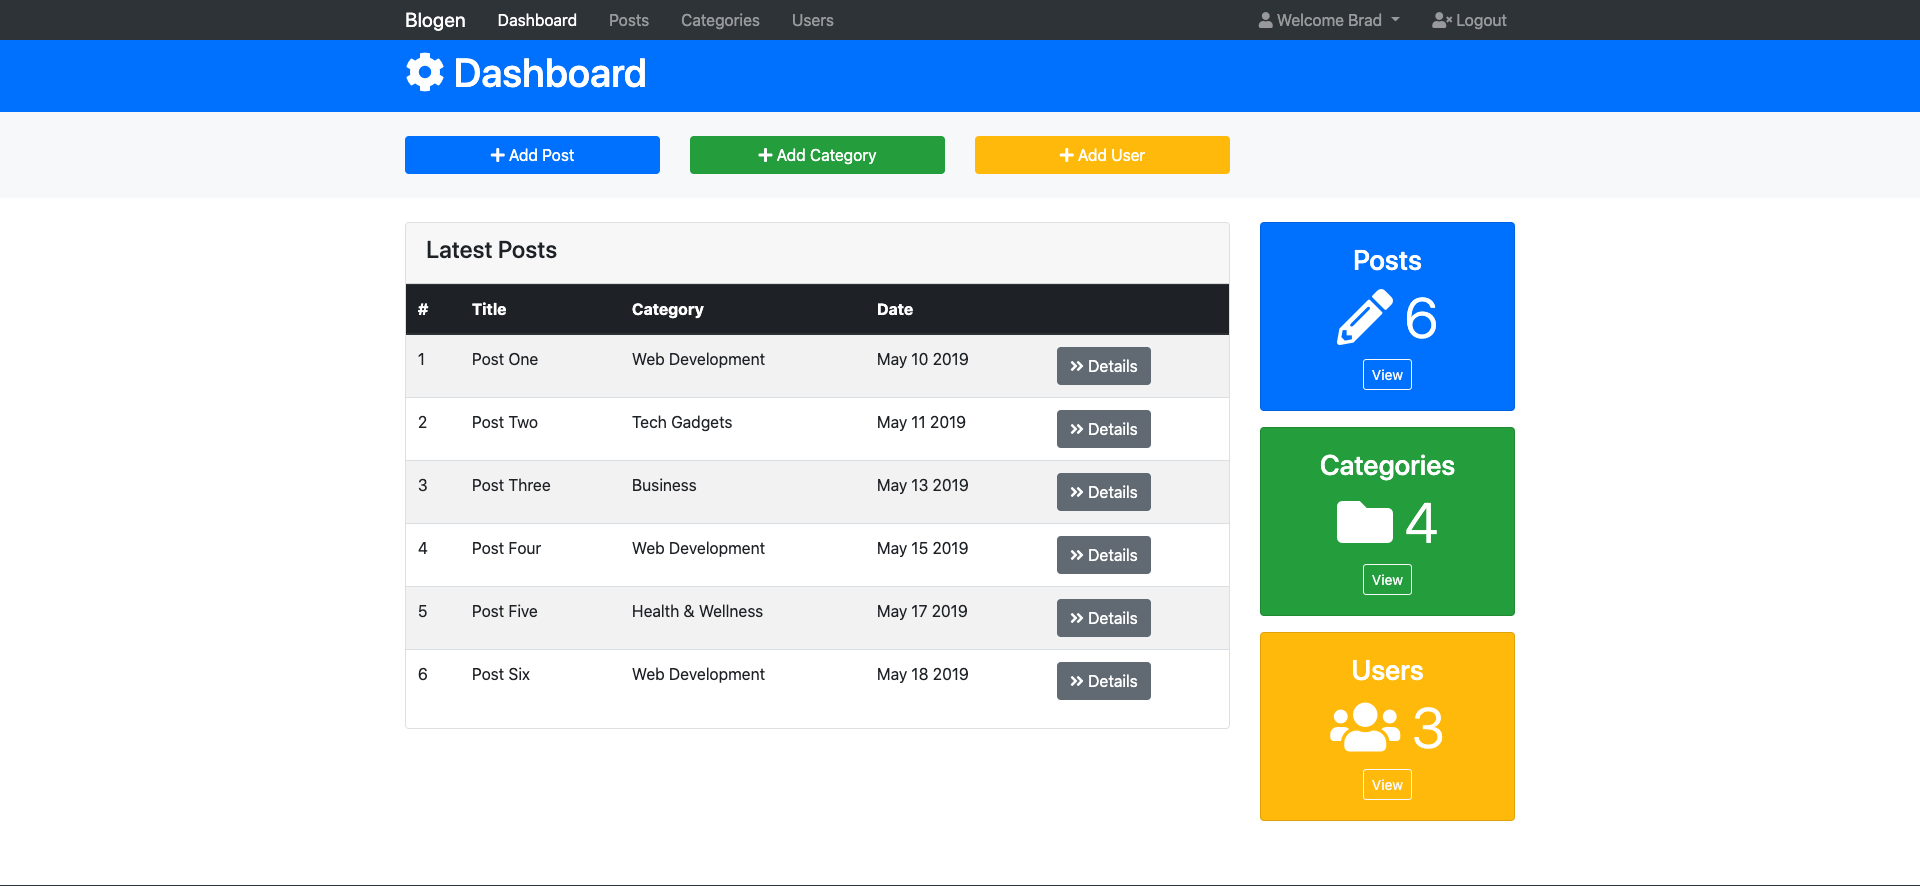 Blogen Dashboard Posts Categories Users Welcome Brad Logout
Dashboard
Add Post Add Category Add User
Latest Posts
# Title Category Date
1 Post One Web Development May 10 2019 Details
2 Post Two Tech Gadgets May 11 2019 Details
3 Post Three Business May 13 2019 Details
4 Post Four Web Development May 15 2019 Details
5 Post Five Health & Wellness May 17 2019 Details
6 Post Six Web Development May 18 2019 Details
Posts
6
View
Categories
4
View
Users
3
View